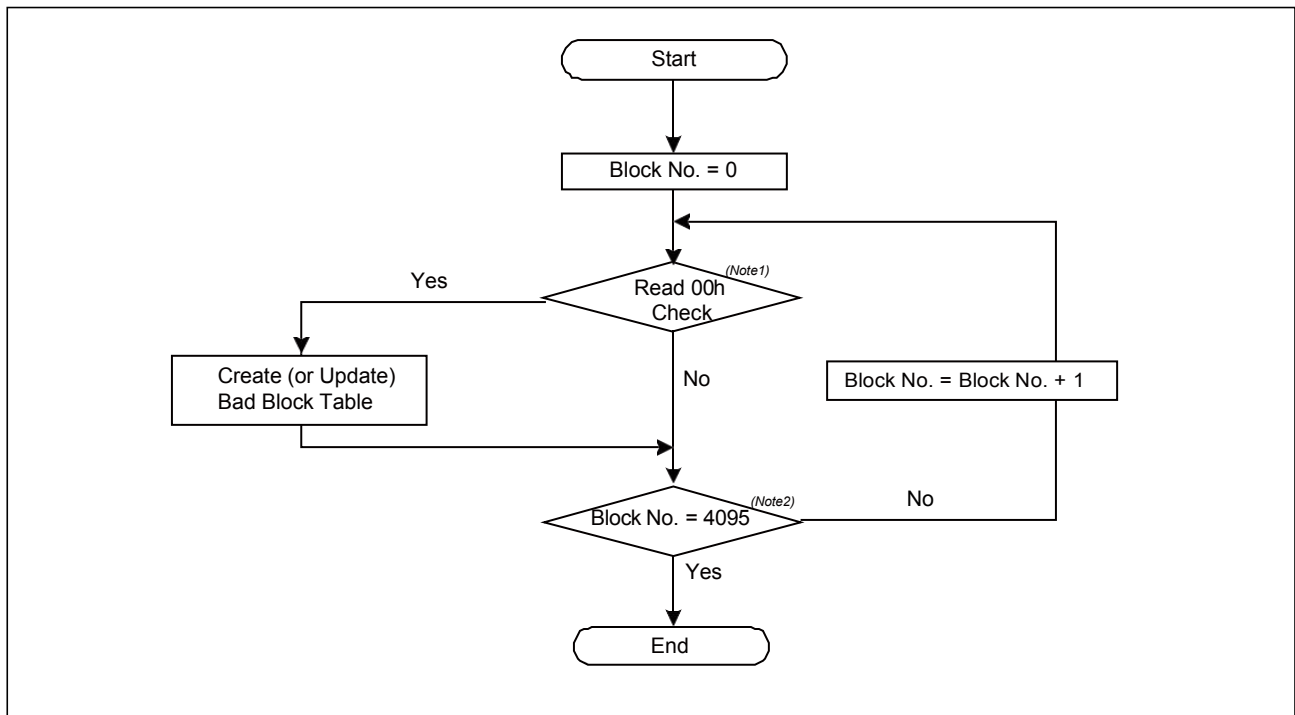 Start
Block No. = 0
(Note1)
Yes
Read 00h
Check
Create (or Update)
Bad Block Table
No
Block No. = Block No. + 1
(Note2)
No
Block No. = 4095
Yes
End